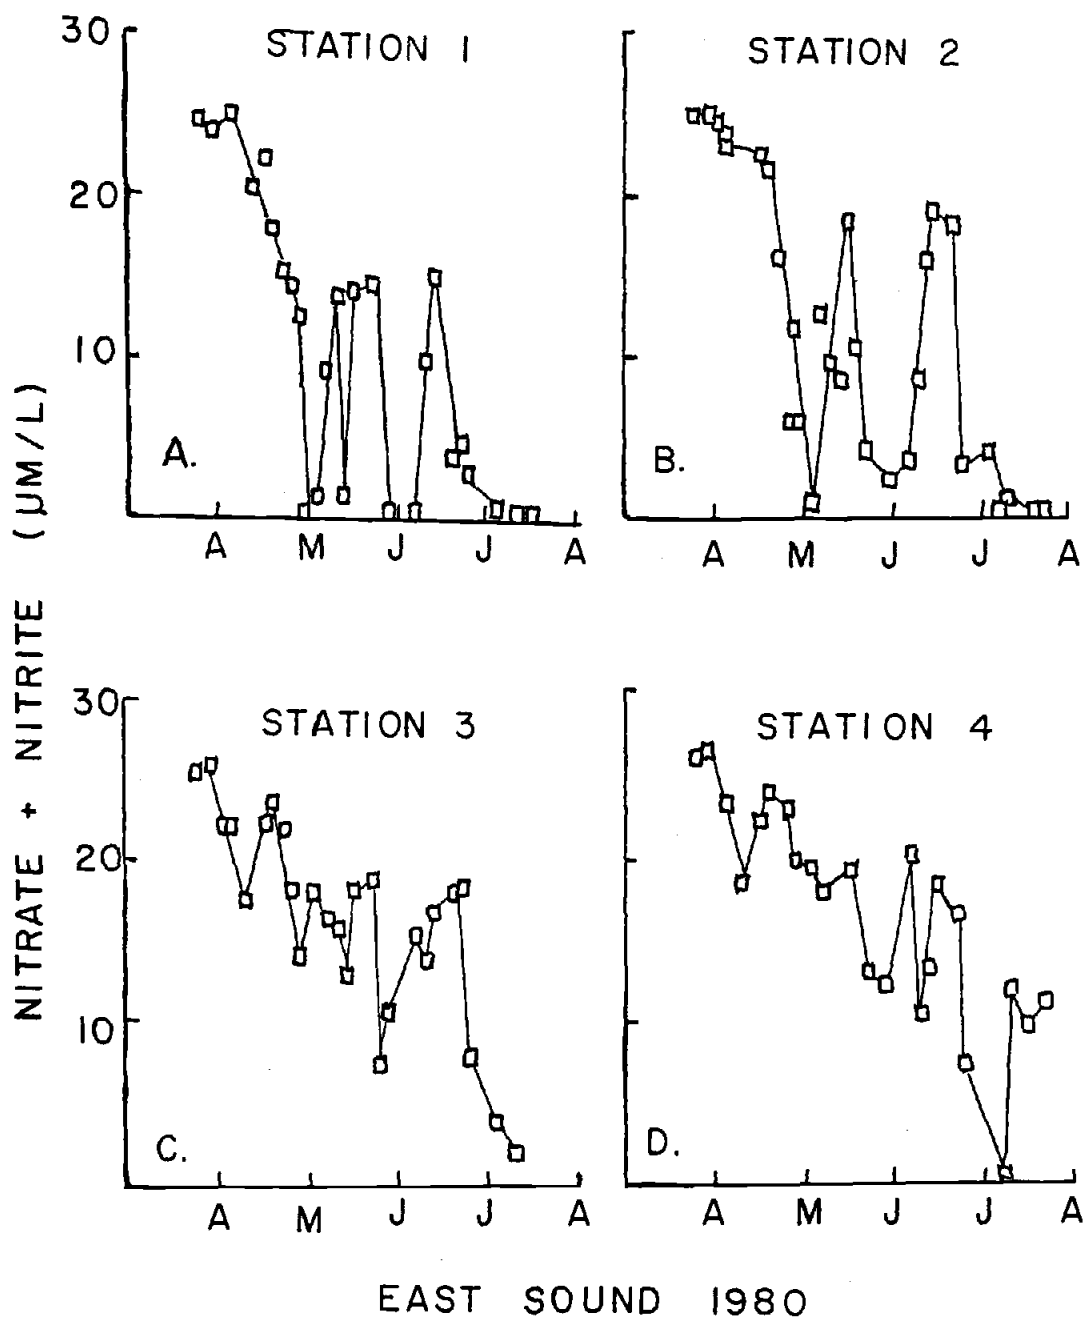 NITRATE + NITRITE (µM/L)
STATION 1
30
20
10
A.
A M J J A
STATION 2
B.
A M J J A
STATION 3
30
20
10
C.
A M J J A
STATION 4
D.
A M J J A
EAST SOUND 1980